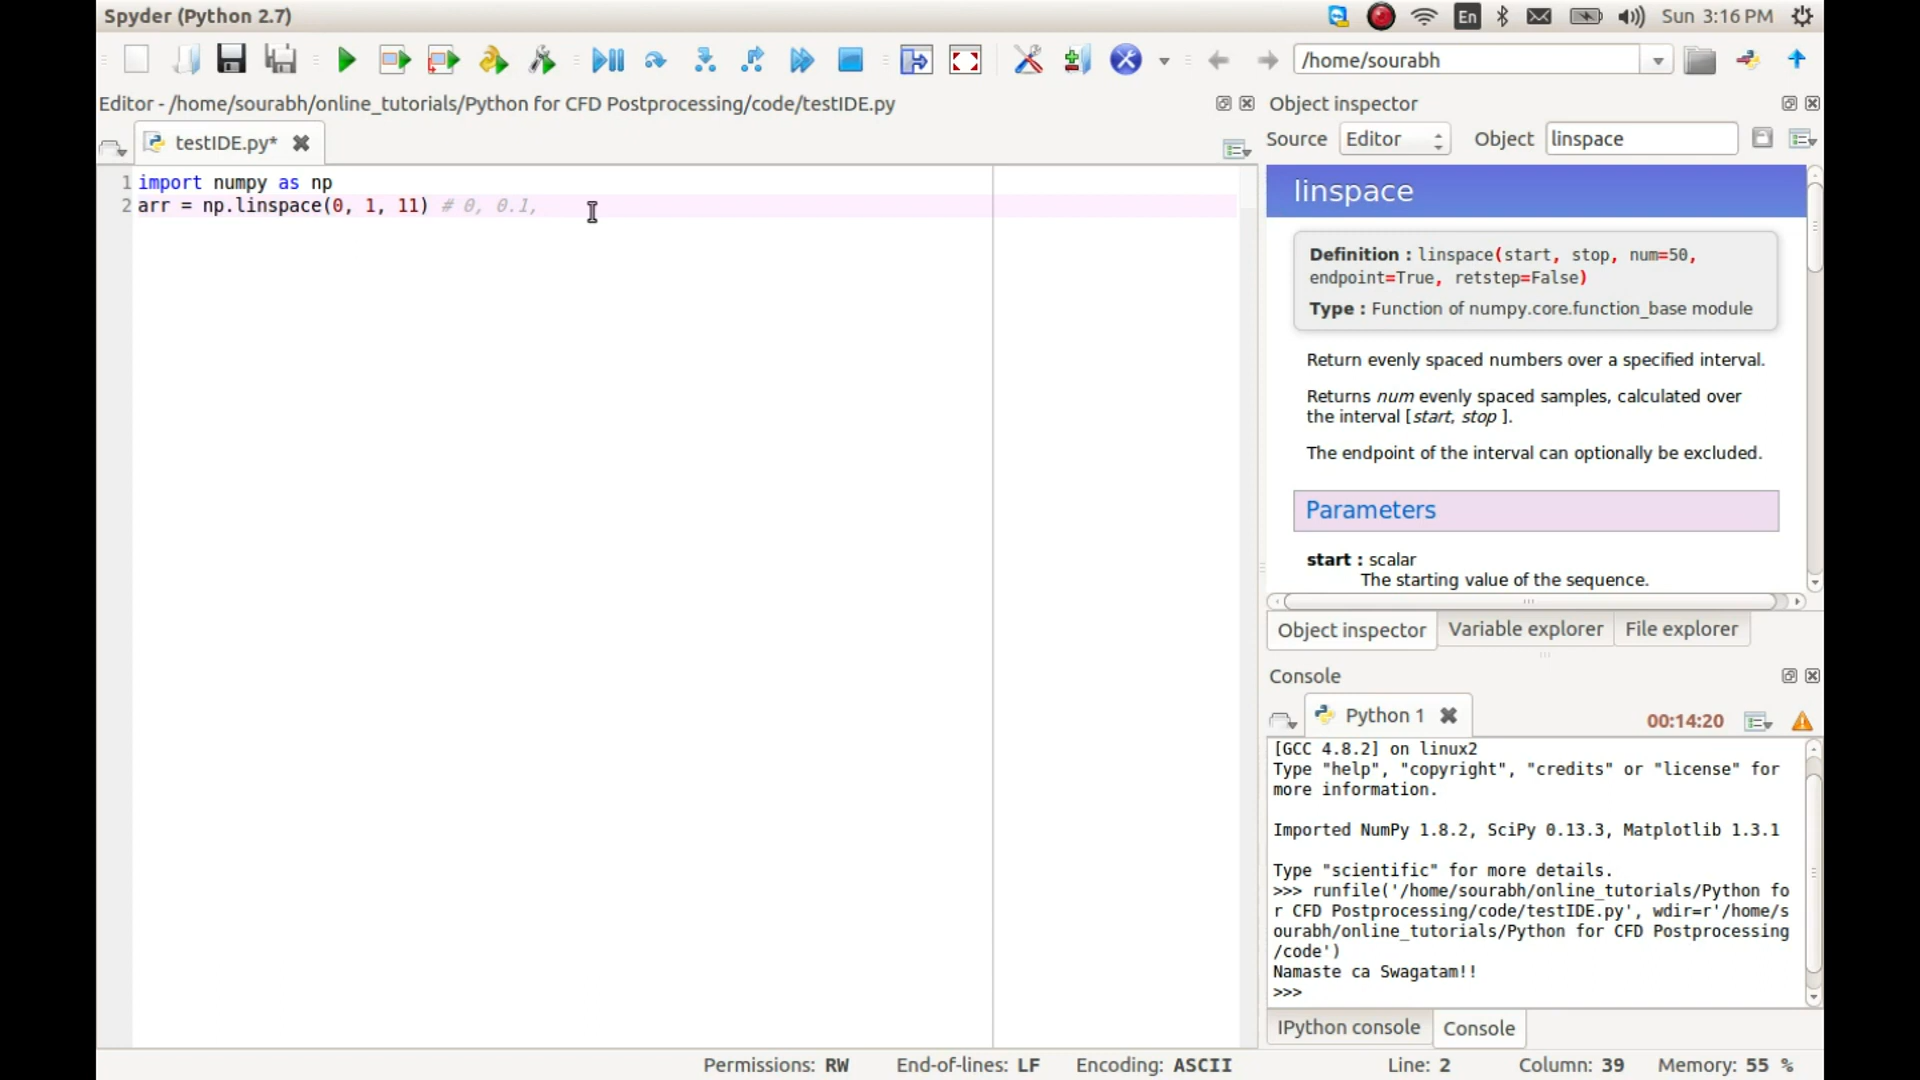 Spyder (Python 2.7)
En
Sun 3:16 PM
/home/sourabh
Editor - /home/sourabh/online_tutorials/Python for CFD Postprocessing/code/testIDE.py
testIDE.py*
1 import numpy as np
2 arr = np.linspace(0, 1, 11) # 0, 0.1,
Object inspector
Source Editor Object linspace
linspace
Definition : linspace(start, stop, num=50,
endpoint=True, retstep=False)
Type : Function of numpy.core.function_base module
Return evenly spaced numbers over a specified interval.
Returns num evenly spaced samples, calculated over
the interval [start, stop ].
The endpoint of the interval can optionally be excluded.
Parameters
start : scalar
The starting value of the sequence.
Object inspector Variable explorer File explorer
Console
Python 1
00:14:20
[GCC 4.8.2] on linux2
Type "help", "copyright", "credits" or "license" for
more information.
Imported NumPy 1.8.2, SciPy 0.13.3, Matplotlib 1.3.1
Type "scientific" for more details.
>>> runfile('/home/sourabh/online_tutorials/Python fo
r CFD Postprocessing/code/testIDE.py', wdir=r'/home/s
ourabh/online_tutorials/Python for CFD Postprocessing
/code')
Namaste ca Swagatam!!
>>>
IPython console Console
Permissions: RW End-of-lines: LF Encoding: ASCII Line: 2 Column: 39 Memory: 55 %